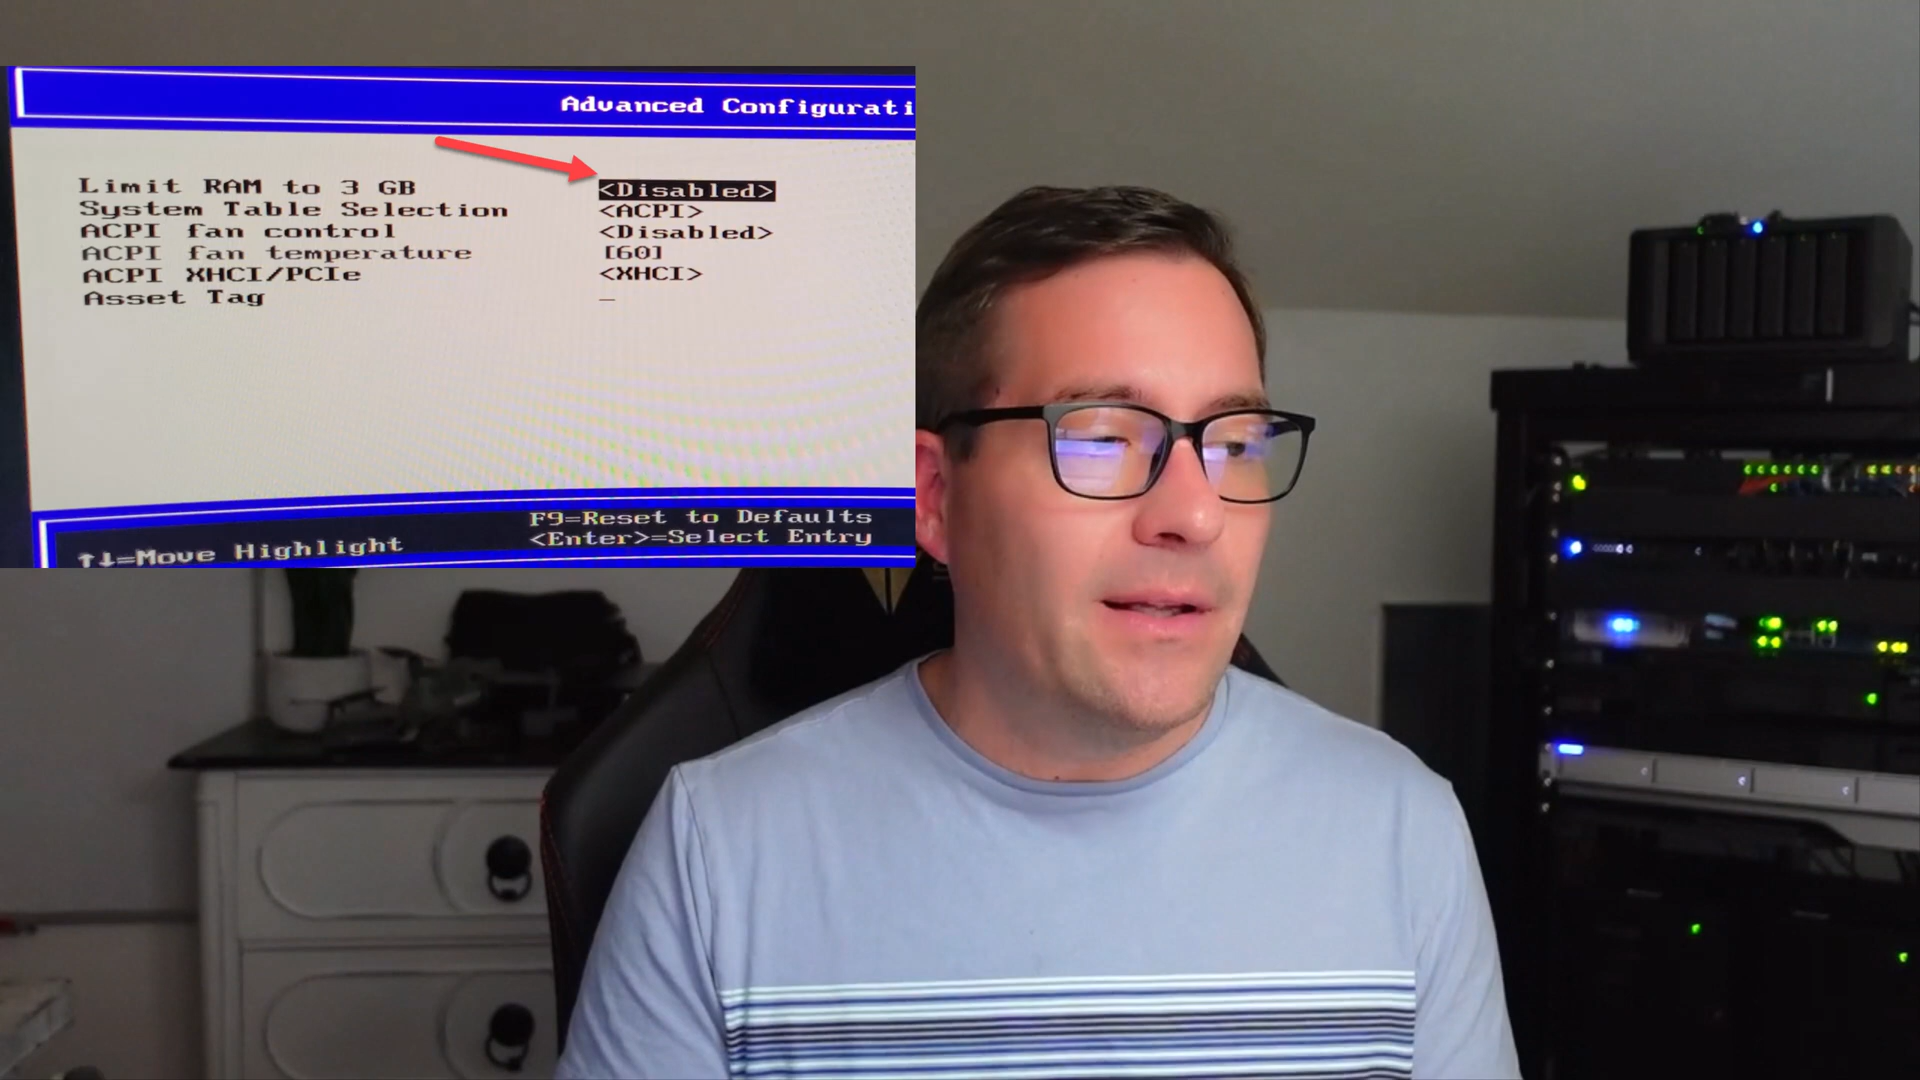 Advanced Configurati
Limit RAM to 3 GB <Disabled>
System Table Selection <ACPI>
ACPI fan control <Disabled>
ACPI fan temperature [60]
ACPI XHCI/PCIe <XHCI>
Asset Tag _
F9=Reset to Defaults
↑↓=Move Highlight <Enter>=Select Entry